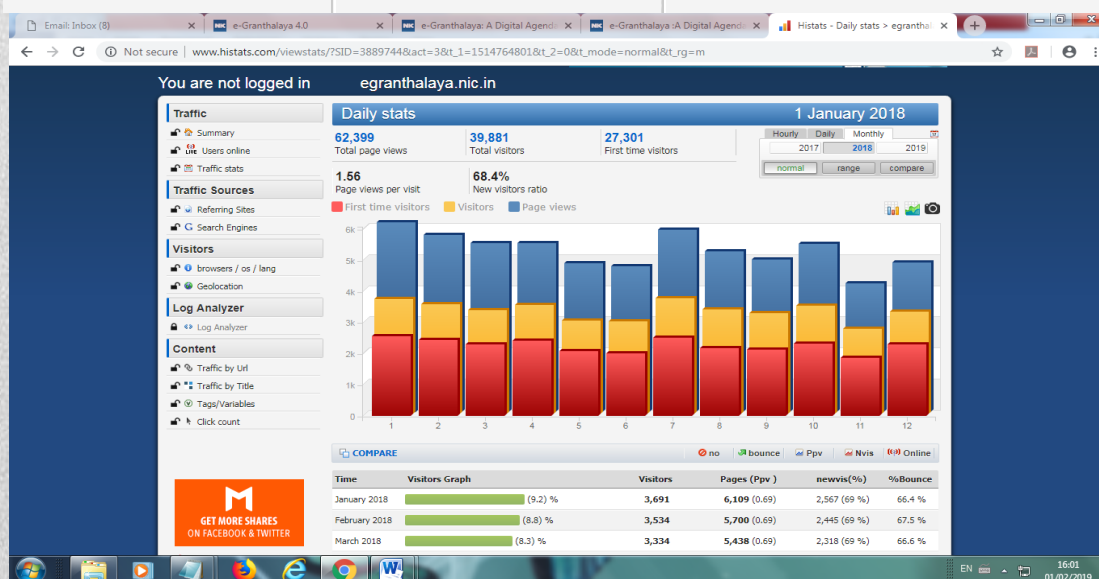 Email: Inbox (8) e-Granthalaya 4.0 e-Granthalaya: A Digital Agenda e-Granthalaya :A Digital Agenda Histats - Daily stats > egranthal
Not secure | www.histats.com/viewstats/?SID=3889744&act=3&t_1=1514764801&t_2=0&t_mode=normal&t_rg=m
You are not logged in egranthalaya.nic.in
Traffic
Summary
LIVE Users online
Traffic stats
Traffic Sources
Referring Sites
Search Engines
Visitors
browsers / os / lang
Geolocation
Log Analyzer
Log Analyzer
Content
Traffic by Url
Traffic by Title
Tags/Variables
Click count
GET MORE SHARES
ON FACEBOOK & TWITTER
Daily stats 1 January 2018
62,399 39,881 27,301
Total page views Total visitors First time visitors
Hourly Daily Monthly
2017 2018 2019
normal range compare
1.56 68.4%
Page views per visit New visitors ratio
First time visitors Visitors Page views
6k
5k
4k
3k
2k
1k
0
1 2 3 4 5 6 7 8 9 10 11 12
COMPARE no bounce Ppv Nvis Online
Time Visitors Graph Visitors Pages (Ppv ) newvis(%) %Bounce
January 2018 (9.2) % 3,691 6,109 (0.69) 2,567 (69 %) 66.4 %
February 2018 (8.8) % 3,534 5,700 (0.69) 2,445 (69 %) 67.5 %
March 2018 (8.3) % 3,334 5,438 (0.69) 2,318 (69 %) 66.6 %
EN 16:01
01/02/2019